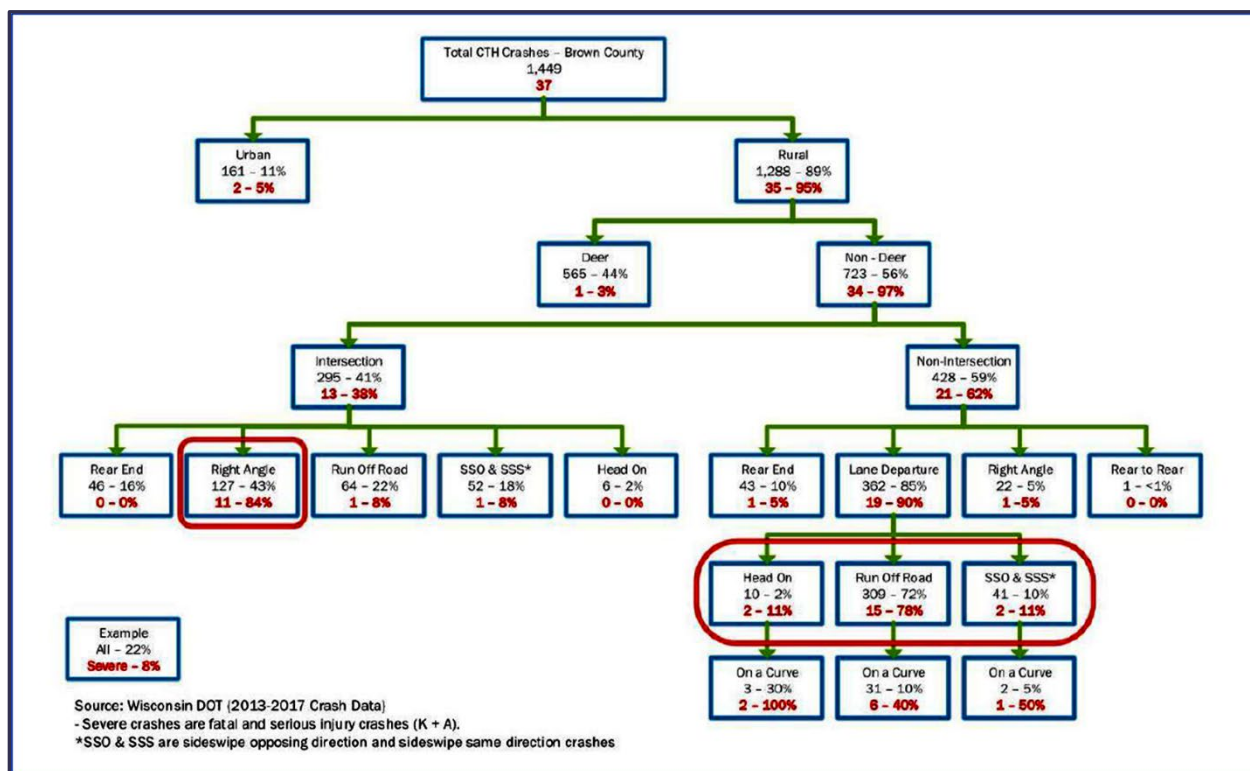 Total CTH Crashes – Brown County
1,449
37
Urban
161 – 11%
2 – 5%
Rural
1,288 – 89%
35 – 95%
Deer
565 – 44%
1 – 3%
Non - Deer
723 – 56%
34 – 97%
Intersection
295 – 41%
13 – 38%
Non-Intersection
428 – 59%
21 – 62%
Rear End
46 – 16%
0 – 0%
Right Angle
127 – 43%
11 – 84%
Run Off Road
64 – 22%
1 – 8%
SSO & SSS*
52 – 18%
1 – 8%
Head On
6 – 2%
0 – 0%
Rear End
43 – 10%
1 – 5%
Lane Departure
362 – 85%
19 – 90%
Right Angle
22 – 5%
1 -5%
Rear to Rear
1 – <1%
0 – 0%
Head On
10 – 2%
2 – 11%
Run Off Road
309 – 72%
15 – 78%
SSO & SSS*
41 – 10%
2 – 11%
On a Curve
3 – 30%
2 – 100%
On a Curve
31 – 10%
6 – 40%
On a Curve
2 – 5%
1 – 50%
Example
All – 22%
Severe – 8%
Source: Wisconsin DOT (2013-2017 Crash Data)
- Severe crashes are fatal and serious injury crashes (K + A).
*SSO & SSS are sideswipe opposing direction and sideswipe same direction crashes